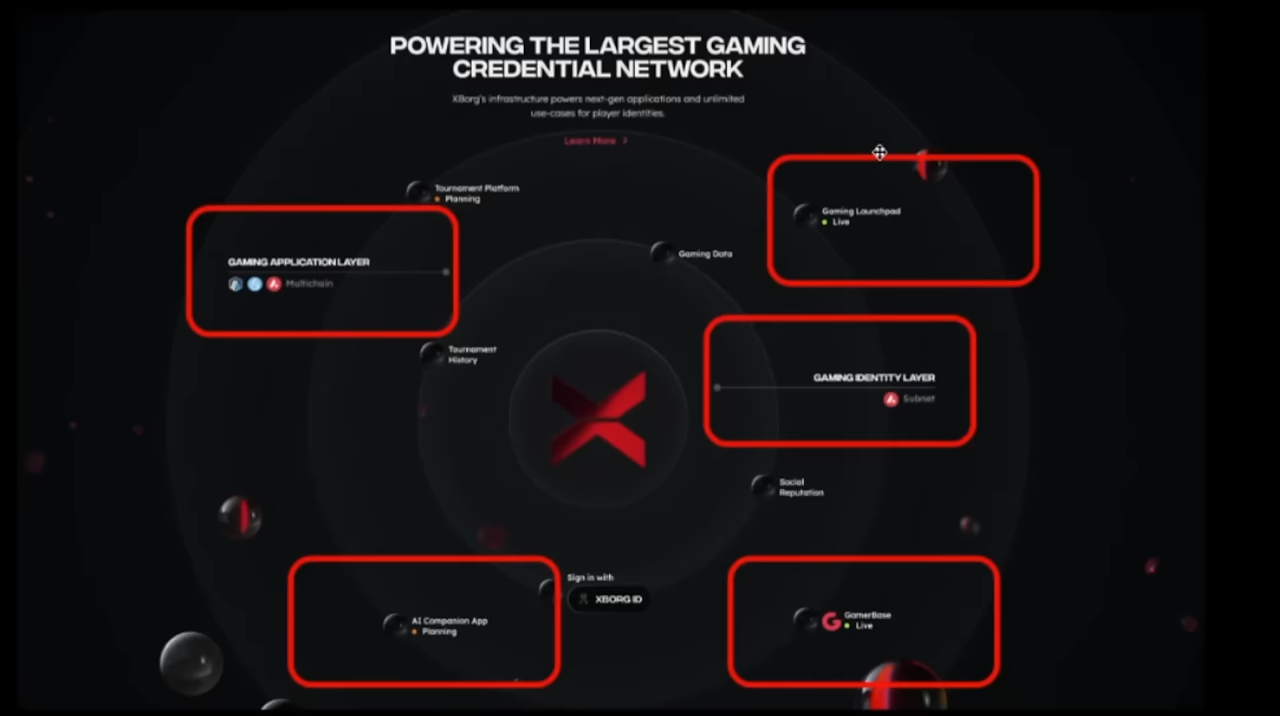 POWERING THE LARGEST GAMING
CREDENTIAL NETWORK
XBorg's infrastructure powers next-gen applications and unlimited
use-cases for player identities.
Learn More
Tournament Platform
Planning
Gaming Launchpad
Live
GAMING APPLICATION LAYER
Multichain
Gaming Data
Tournament
History
GAMING IDENTITY LAYER
Subnet
Social
Reputation
Sign in with
XBORG ID
AI Companion App
Planning
GamerBase
Live